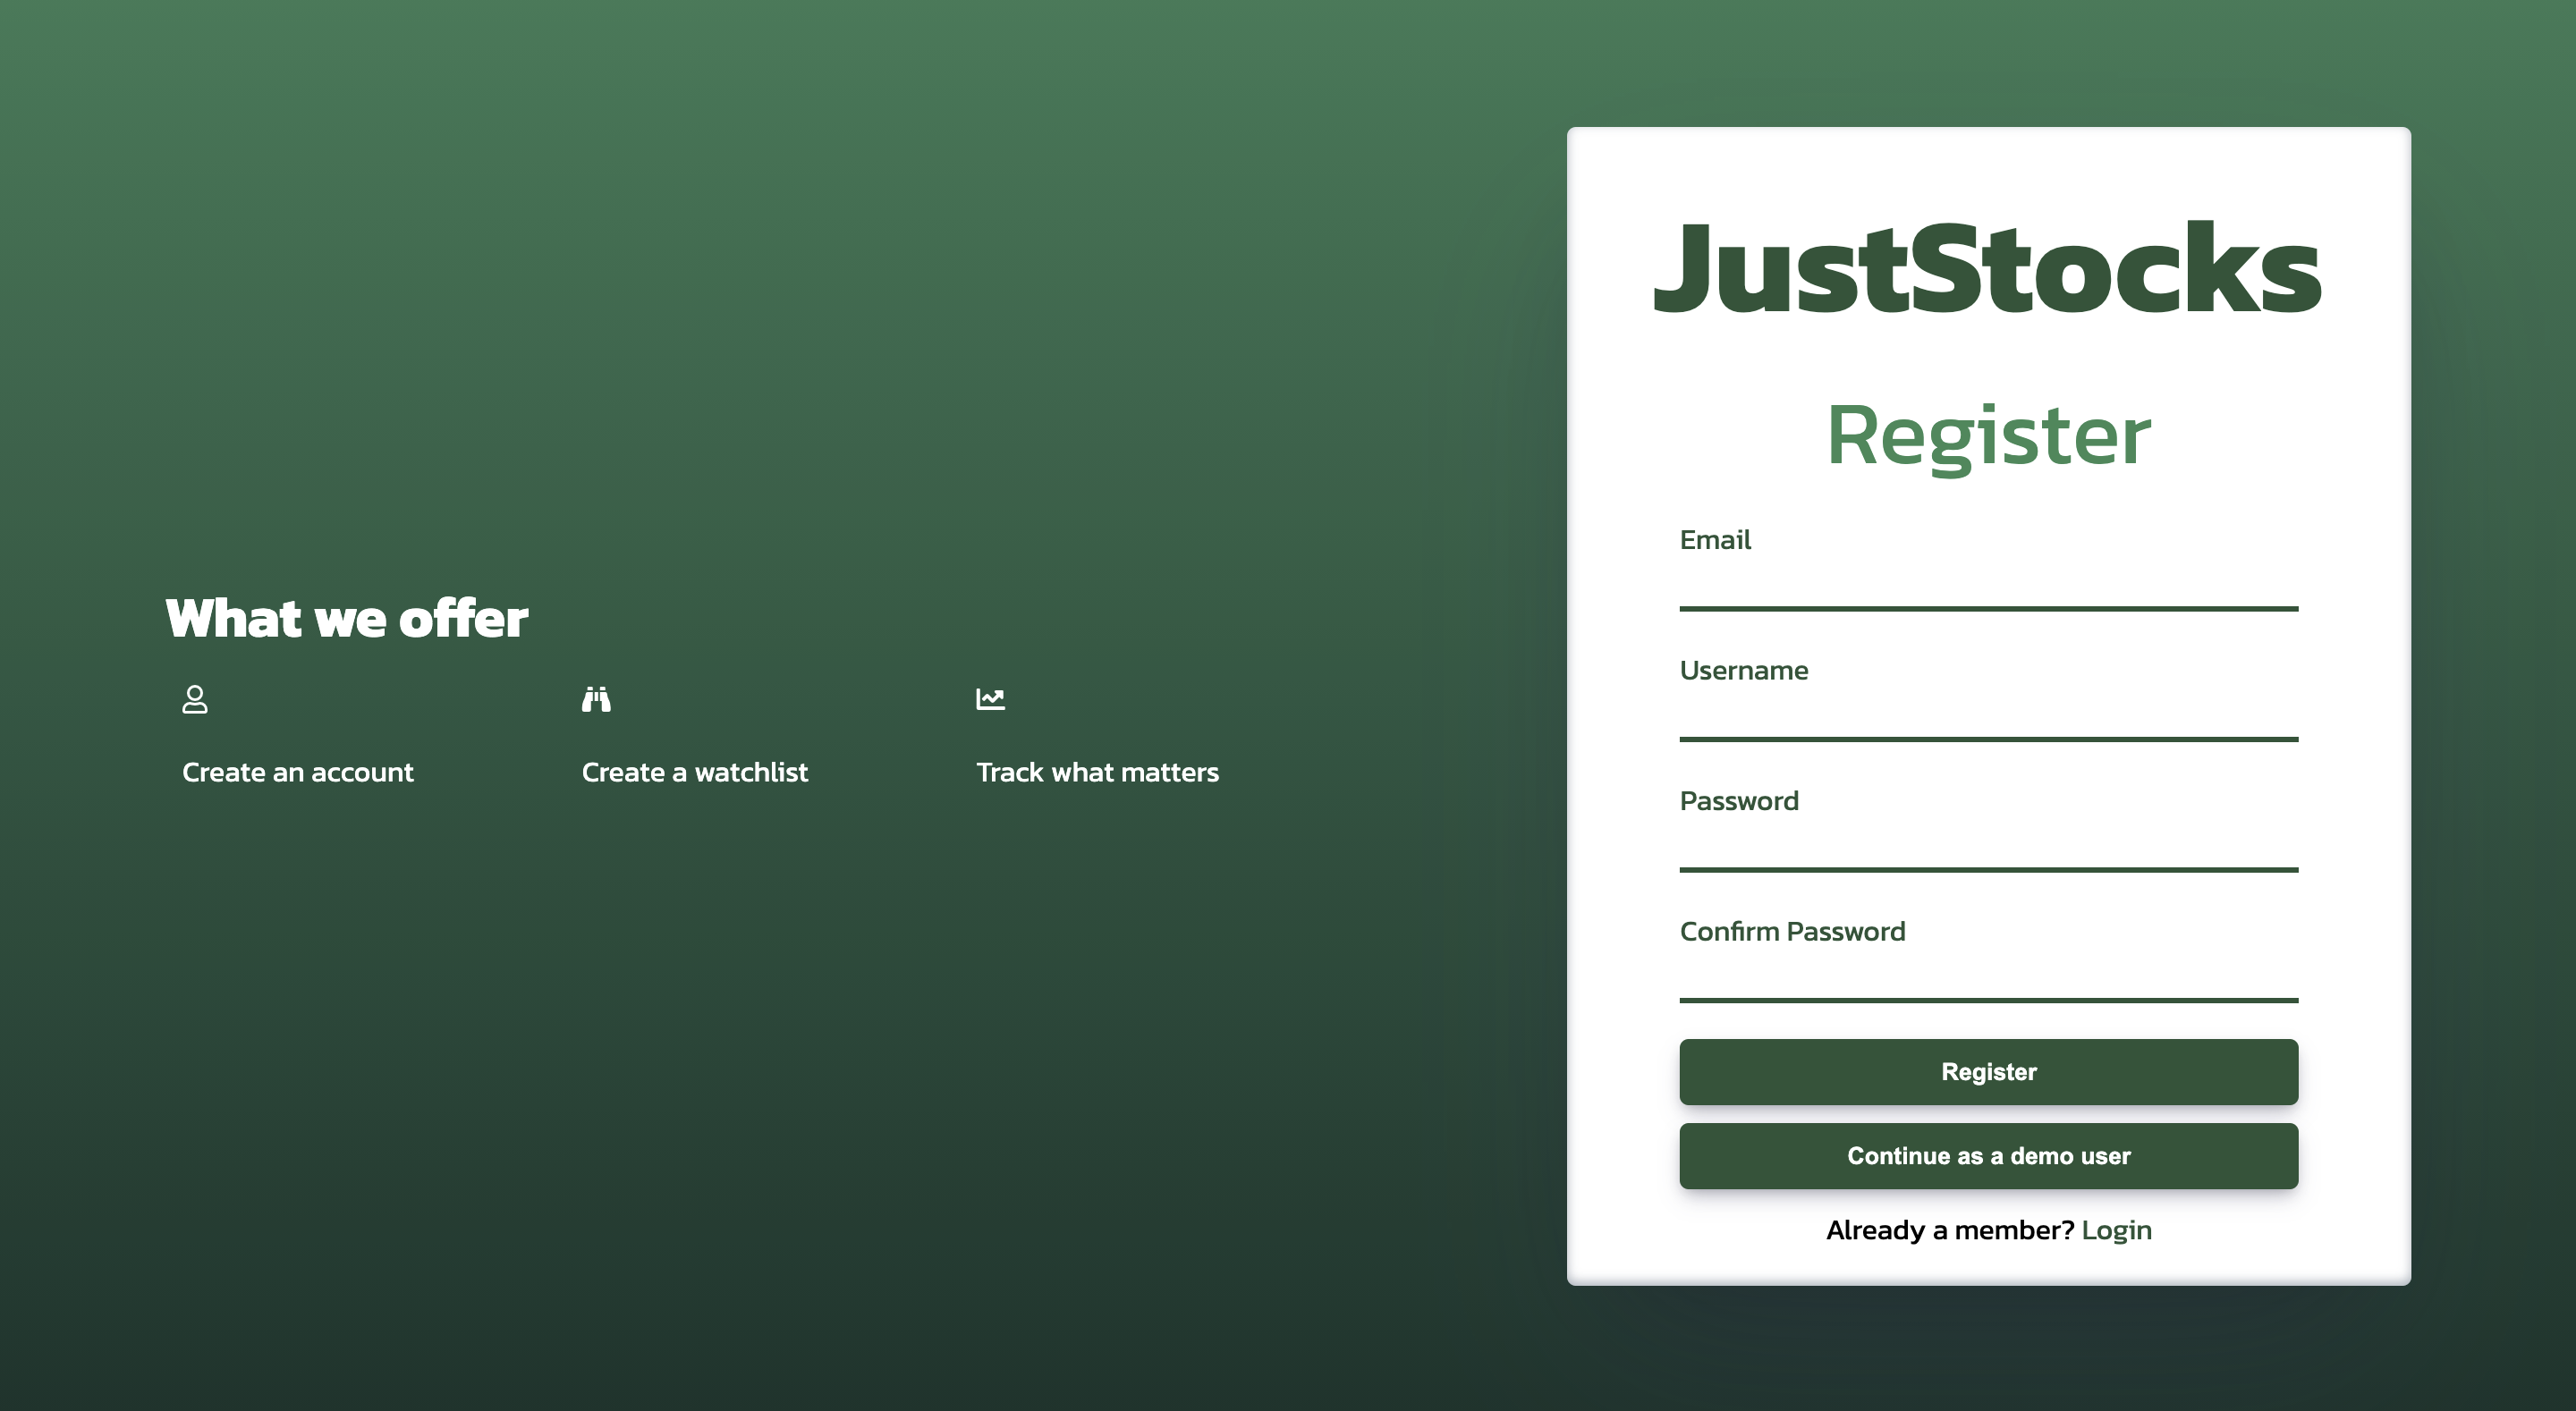 What we offer
Create an account
Create a watchlist
Track what matters
JustStocks
Register
Email
Username
Password
Confirm Password
Register
Continue as a demo user
Already a member? Login